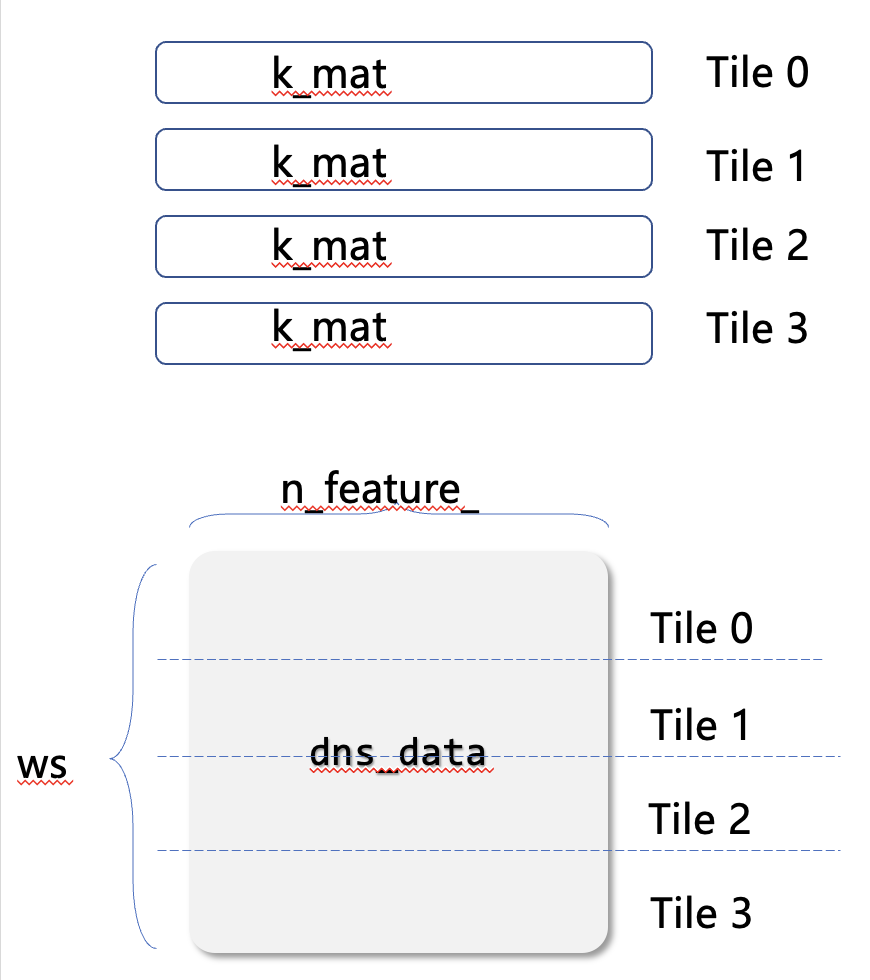 k_mat Tile 0
k_mat Tile 1
k_mat Tile 2
k_mat Tile 3
n_feature_
Tile 0
Tile 1
dns_data
ws
Tile 2
Tile 3